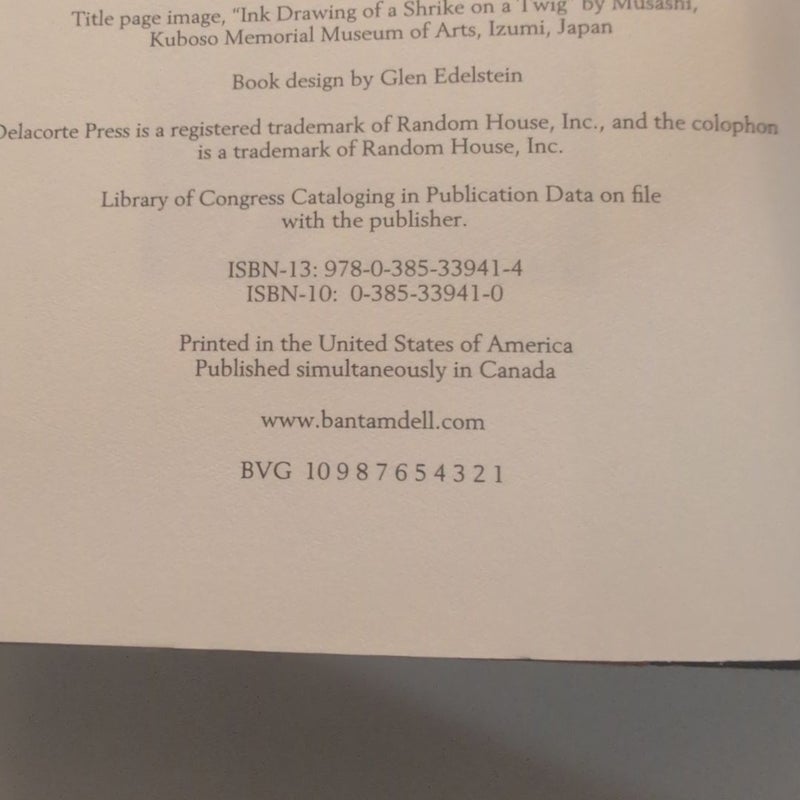 Title page image, "Ink Drawing of a Shrike on a Twig" by Musashi,
Kuboso Memorial Museum of Arts, Izumi, Japan
Book design by Glen Edelstein
Delacorte Press is a registered trademark of Random House, Inc., and the colophon
is a trademark of Random House, Inc.
Library of Congress Cataloging in Publication Data on file
with the publisher.
ISBN-13: 978-0-385-33941-4
ISBN-10: 0-385-33941-0
Printed in the United States of America
Published simultaneously in Canada
www.bantamdell.com
BVG 10 9 8 7 6 5 4 3 2 1